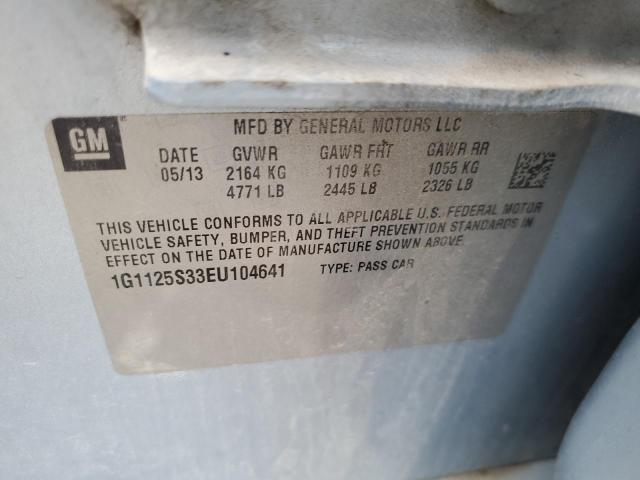 GM
MFD BY GENERAL MOTORS LLC
DATE GVWR GAWR FRT GAWR RR
05/13 2164 KG 1109 KG 1055 KG
4771 LB 2445 LB 2326 LB
THIS VEHICLE CONFORMS TO ALL APPLICABLE U.S. FEDERAL MOTOR
VEHICLE SAFETY, BUMPER, AND THEFT PREVENTION STANDARDS IN
EFFECT ON THE DATE OF MANUFACTURE SHOWN ABOVE.
1G1125S33EU104641 TYPE: PASS CAR